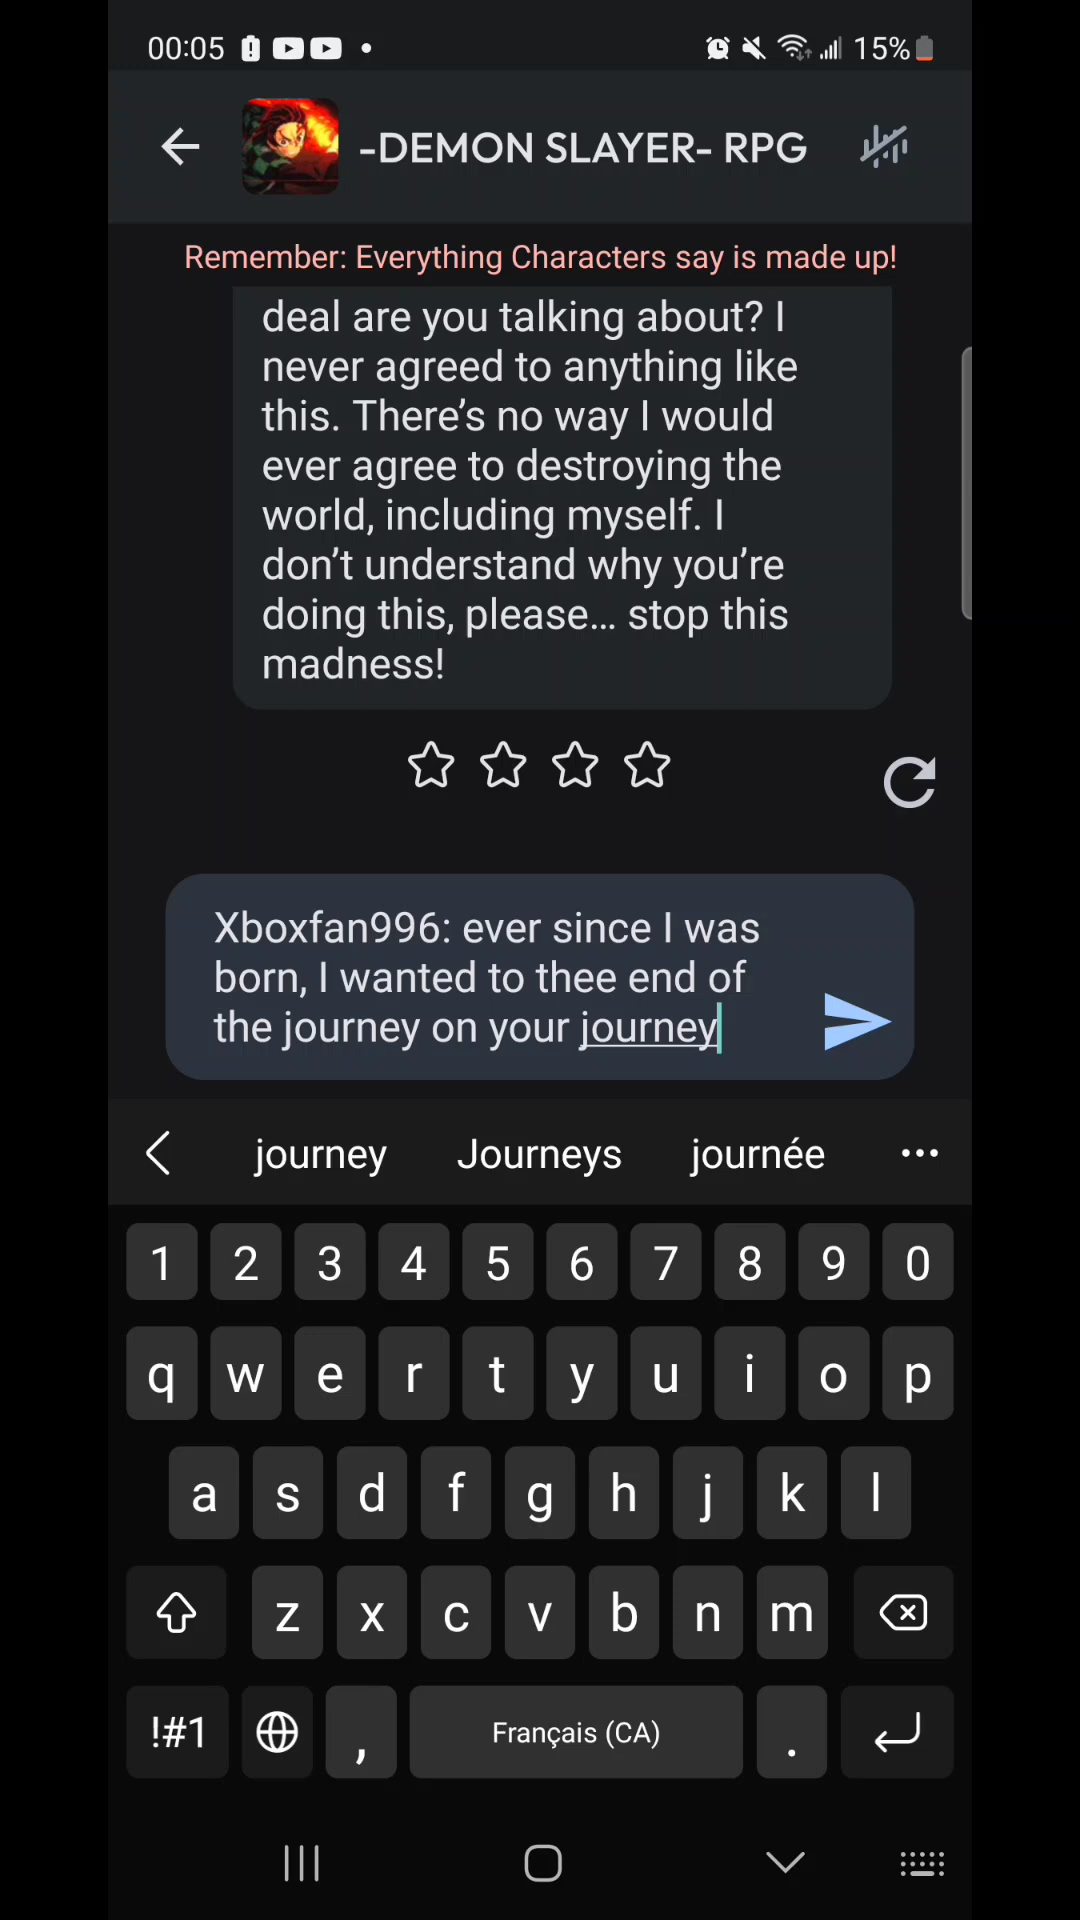 00:05
15%
-DEMON SLAYER- RPG
Remember: Everything Characters say is made up!
deal are you talking about? I
never agreed to anything like
this. There’s no way I would
ever agree to destroying the
world, including myself. I
don’t understand why you’re
doing this, please... stop this
madness!
Xboxfan996: ever since I was
born, I wanted to thee end of
the journey on your journey
journey Journeys journée ...
1 2 3 4 5 6 7 8 9 0
q w e r t y u i o p
a s d f g h j k l
z x c v b n m
!#1 , Français (CA) .